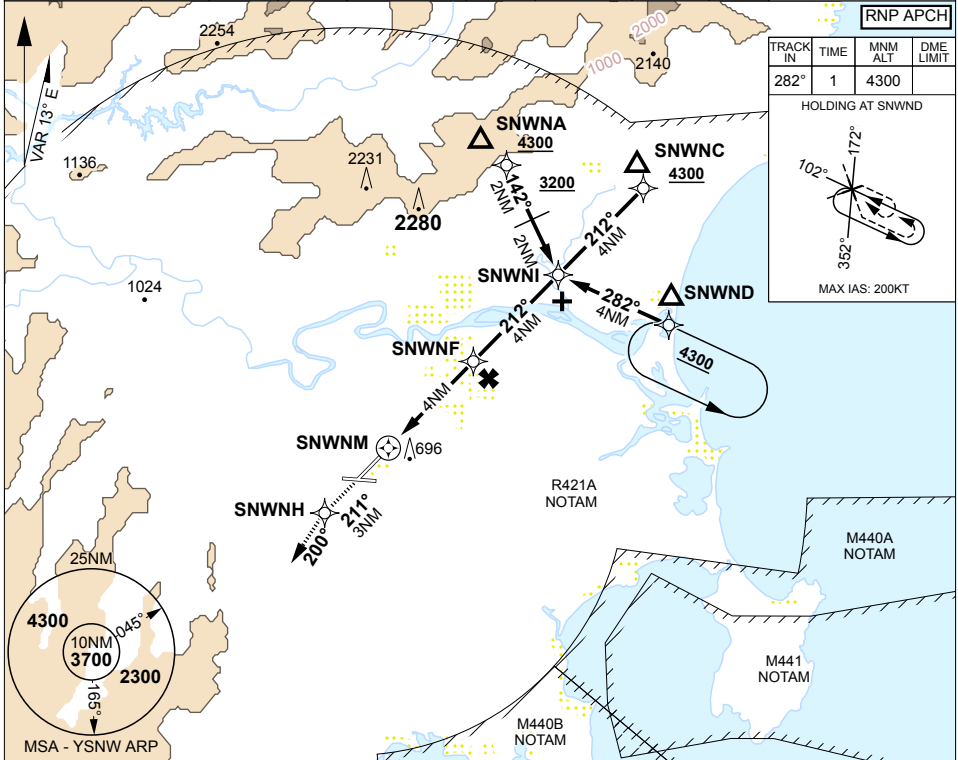 RNP APCH
TRACK IN TIME MNM ALT DME LIMIT
282° 1 4300
HOLDING AT SNWND
172°
102°
352°
MAX IAS: 200KT
2254
2000
1000
2140
VAR 13° E
1136
2231
2280
SNWNA
4300
3200
SNWNC
4300
142°
2NM
2NM
212°
4NM
SNWNI
282°
4NM
SNWND
4300
1024
212°
4NM
SNWNF
4NM
SNWNM
696
SNWNH
211°
3NM
200°
R421A
NOTAM
M440A
NOTAM
M441
NOTAM
M440B
NOTAM
25NM
4300
045°
10NM
3700
2300
165°
MSA - YSNW ARP